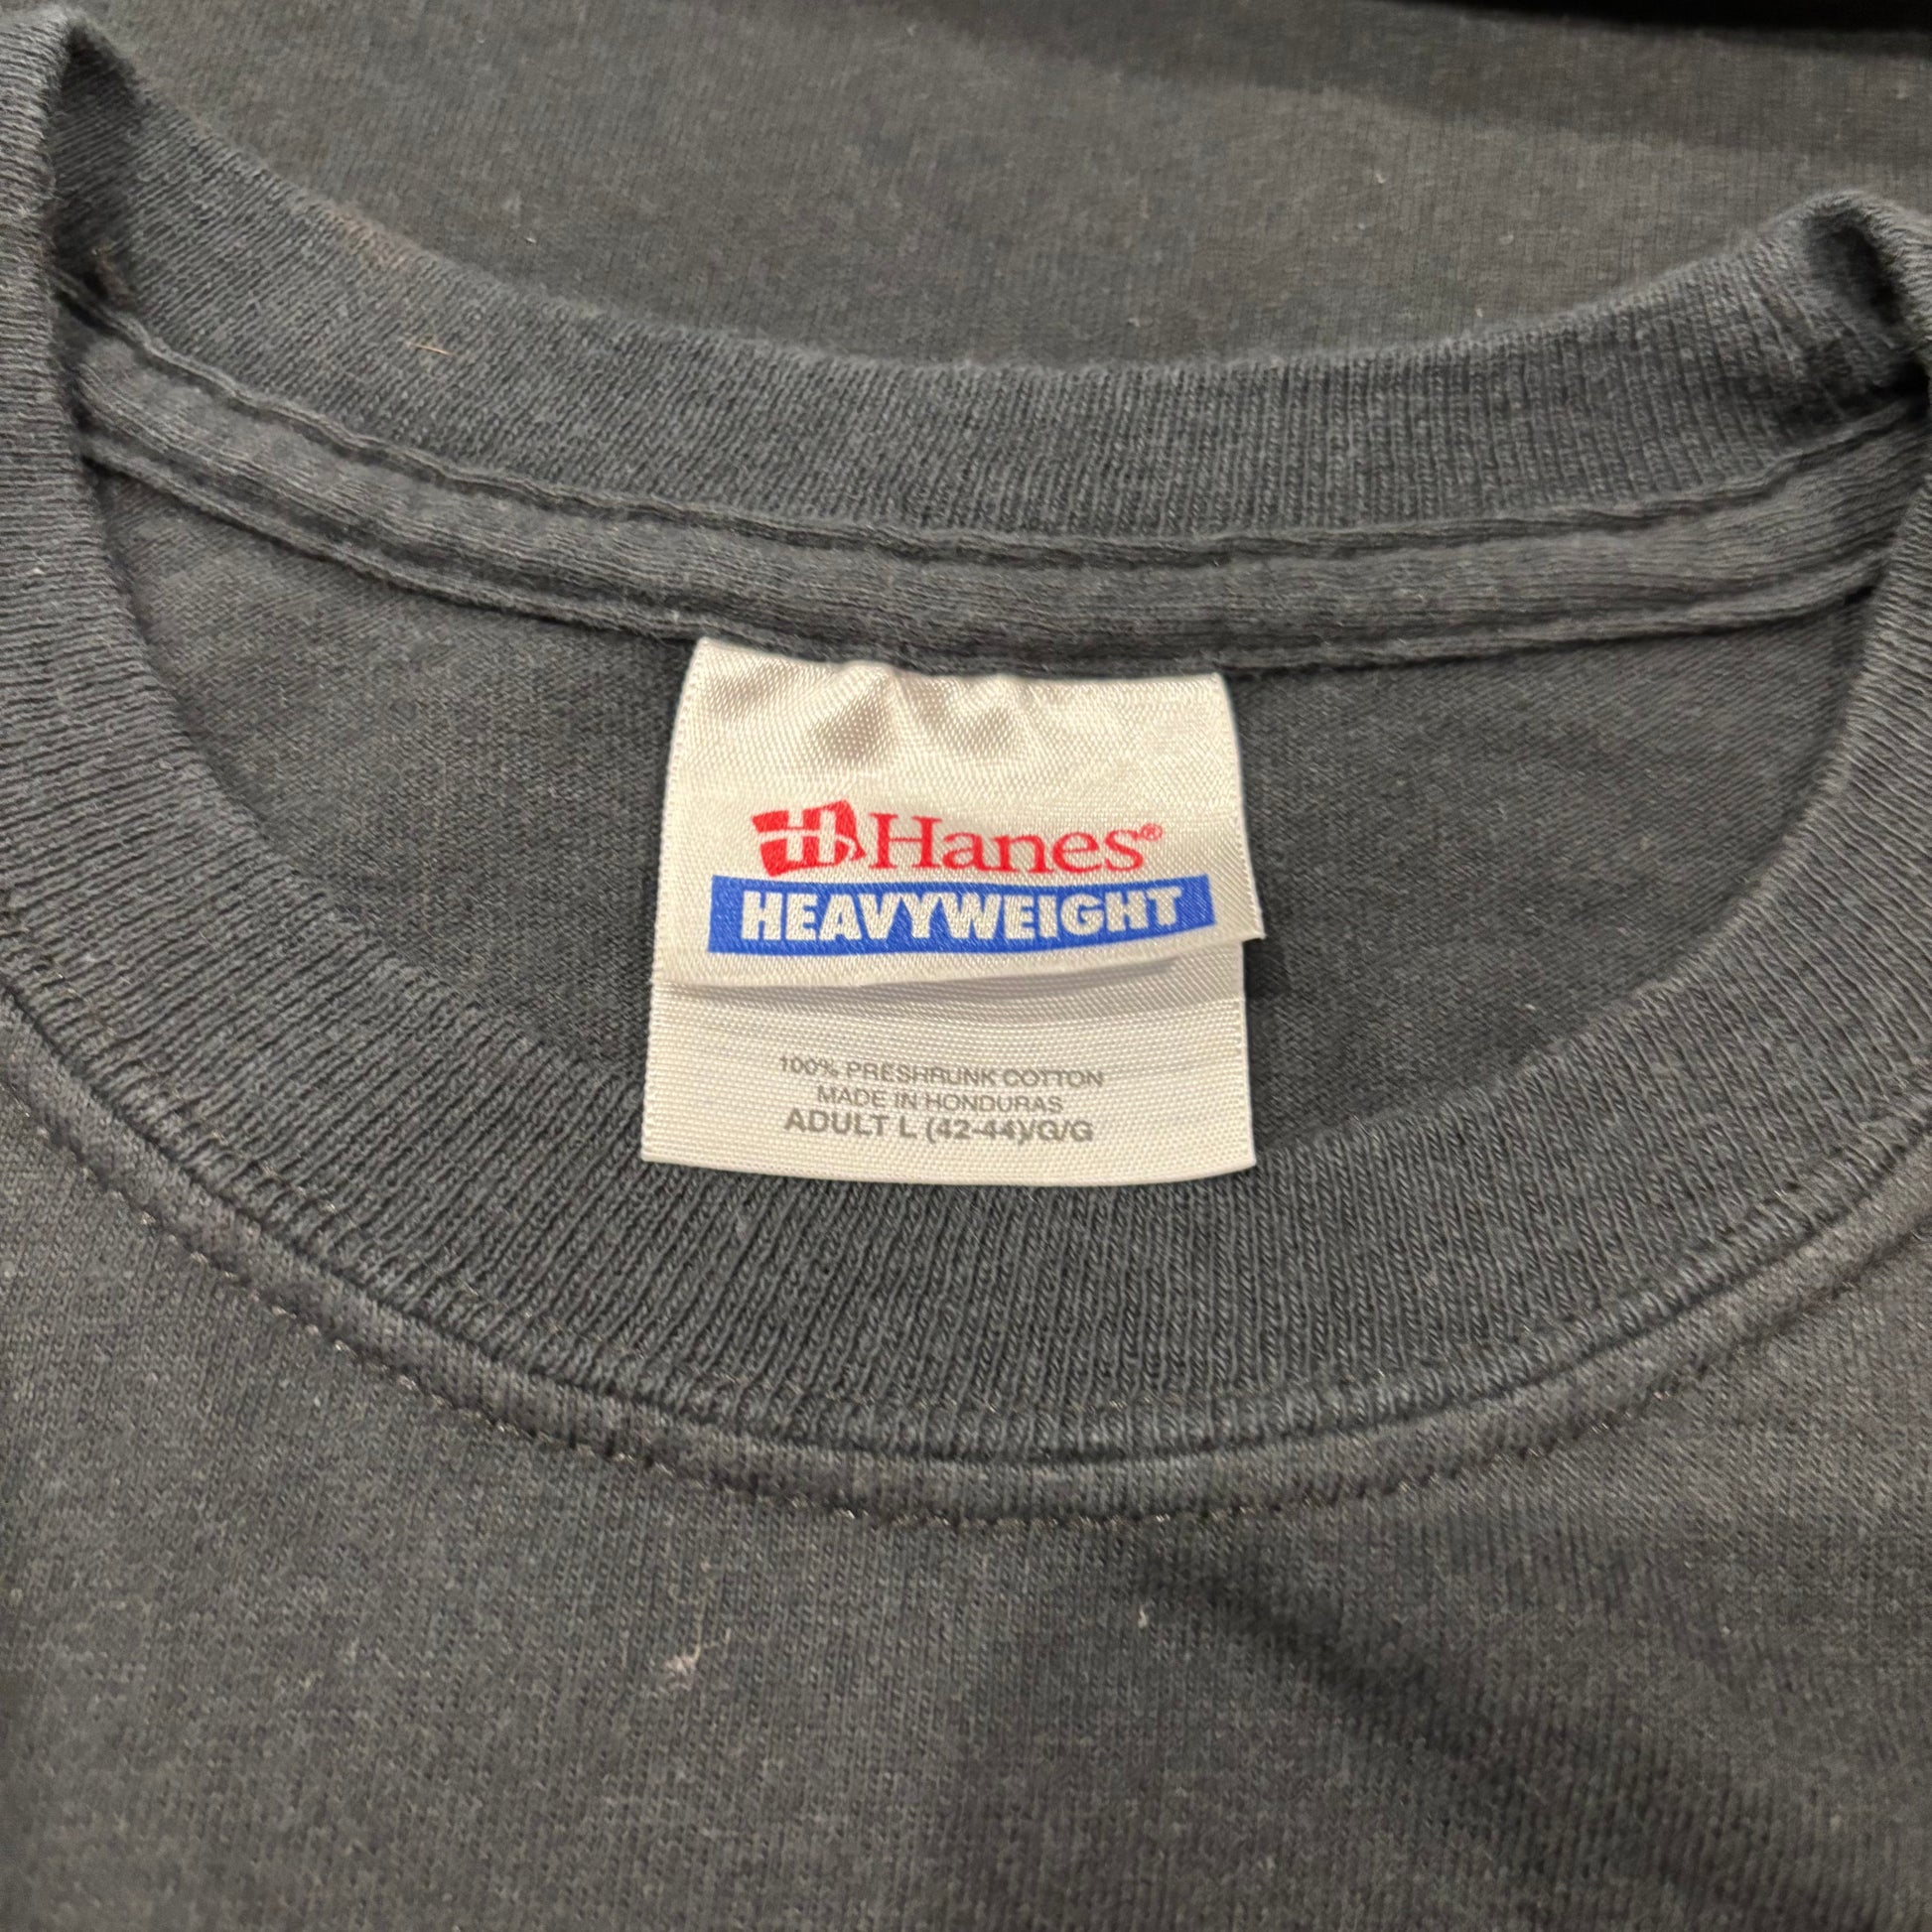 Hanes®
HEAVYWEIGHT
100% PRESHRUNK COTTON
MADE IN HONDURAS
ADULT L (42-44)/G/G